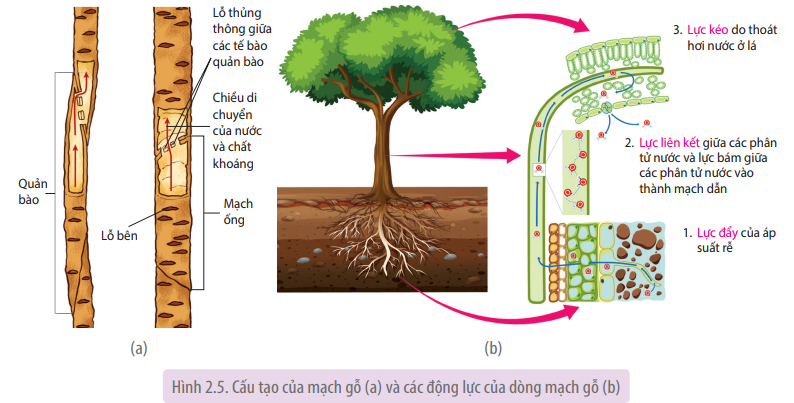 Lỗ thủng
thông giữa
các tế bào
quản bào
Chiều di
chuyển
của nước
và chất
khoáng
Quản
bào
Mạch
ống
Lỗ bên
(a)
3. Lực kéo do thoát
hơi nước ở lá
2. Lực liên kết giữa các phân
tử nước và lực bám giữa
các phân tử nước vào
thành mạch dẫn
1. Lực đẩy của áp
suất rễ
(b)
Hình 2.5. Cấu tạo của mạch gỗ (a) và các động lực của dòng mạch gỗ (b)